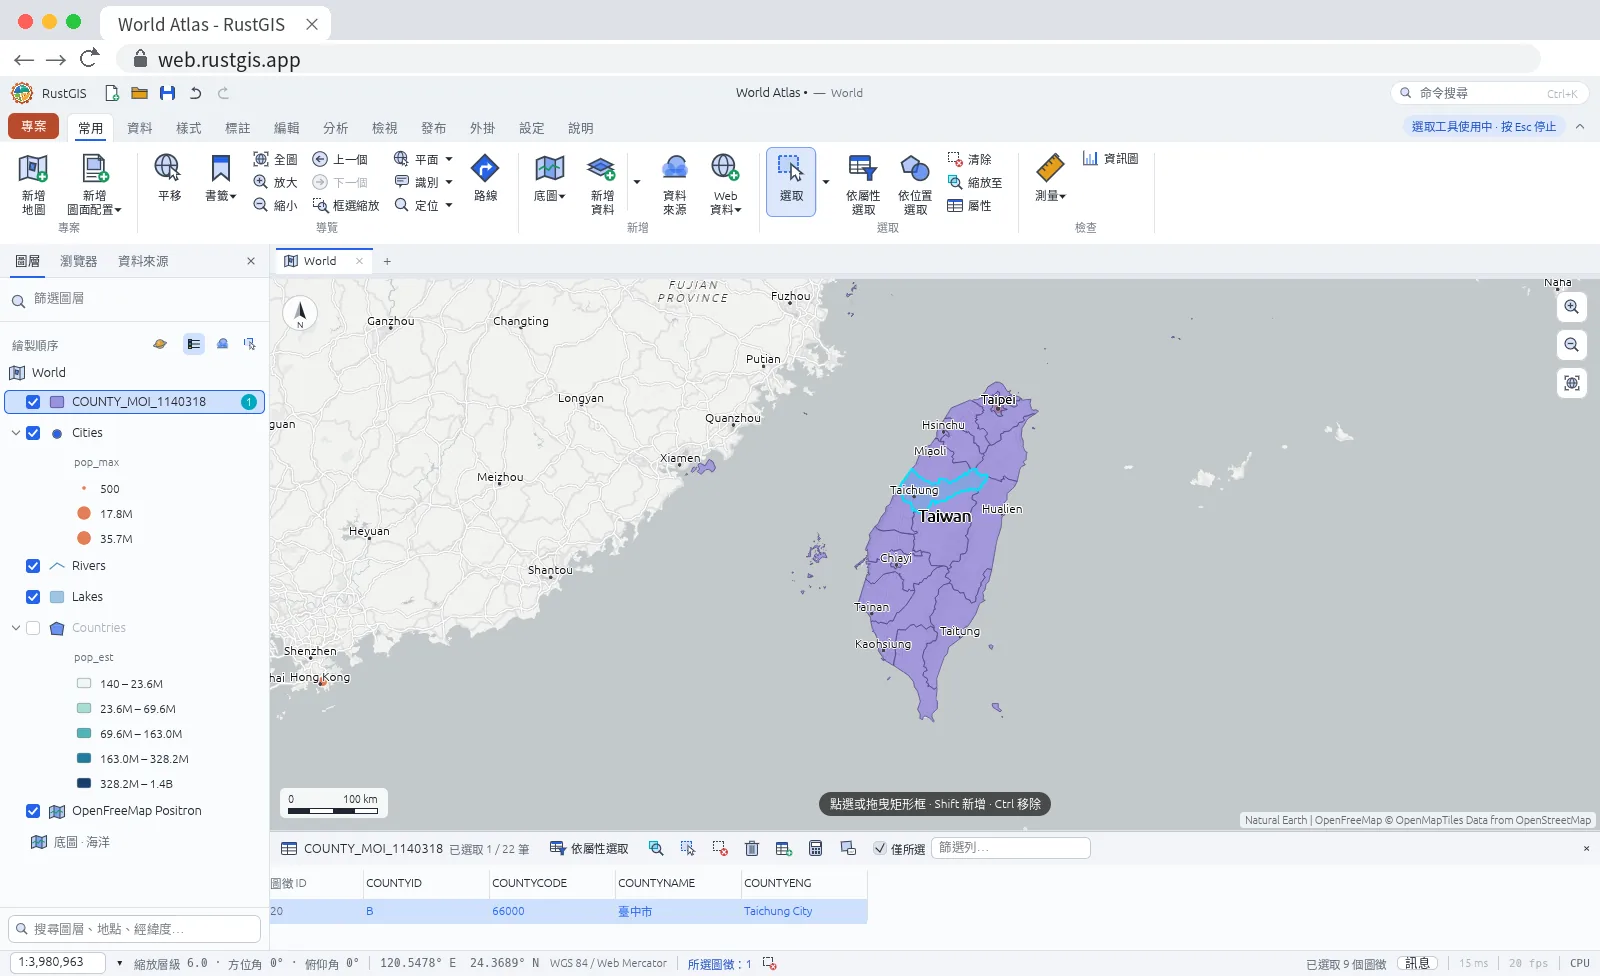 World Atlas - RustGIS
web.rustgis.app
RustGIS
World Atlas • — World
命令搜尋 Ctrl+K
專案 常用 資料 樣式 標註 編輯 分析 檢視 發布 外掛 設定 說明
選取工具使用中 · 按 Esc 停止
新增地圖
新增圖面配置
專案
平移
書籤
全圖
放大
縮小
上一個
下一個
框選縮放
平面
識別
定位
路線
導覽
底圖
新增資料
資料來源
Web 資料
新增
選取
依屬性選取
依位置選取
清除
縮放至
屬性
選取
測量
資訊圖
檢查
圖層 瀏覽器 資料來源
篩選圖層
繪製順序
World
COUNTY_MOI_1140318 1
Cities
pop_max
500
17.8M
35.7M
Rivers
Lakes
Countries
pop_est
140 – 23.6M
23.6M – 69.6M
69.6M – 163.0M
163.0M – 328.2M
328.2M – 1.4B
OpenFreeMap Positron
底圖 · 海洋
搜尋圖層、地點、經緯度…
World
N
FUJIAN
PROVINCE
Fuzhou
Naha
Ganzhou
Changting
Putian
Longyan
Quanzhou
guan
Xiamen
Meizhou
Heyuan
Shantou
Shenzhen
hai
Hong Kong
Taipei
Hsinchu
Miaoli
Taichung
Taiwan
Hualien
Chiayi
Tainan
Taitung
Kaohsiung
0 100 km
點選或拖曳矩形框 · Shift 新增 · Ctrl 移除
Natural Earth | OpenFreeMap © OpenMapTiles Data from OpenStreetMap
COUNTY_MOI_1140318 已選取 1 / 22 筆 依屬性選取 僅所選 篩選列…
圖徵 ID COUNTYID COUNTYCODE COUNTYNAME COUNTYENG
20 B 66000 臺中市 Taichung City
1:3,980,963 縮放層級 6.0 · 方位角 0° · 俯仰角 0° 120.5478° E 24.3689° N WGS 84 / Web Mercator 所選圖徵：1 已選取 9 個圖徵 訊息 15 ms 20 fps CPU